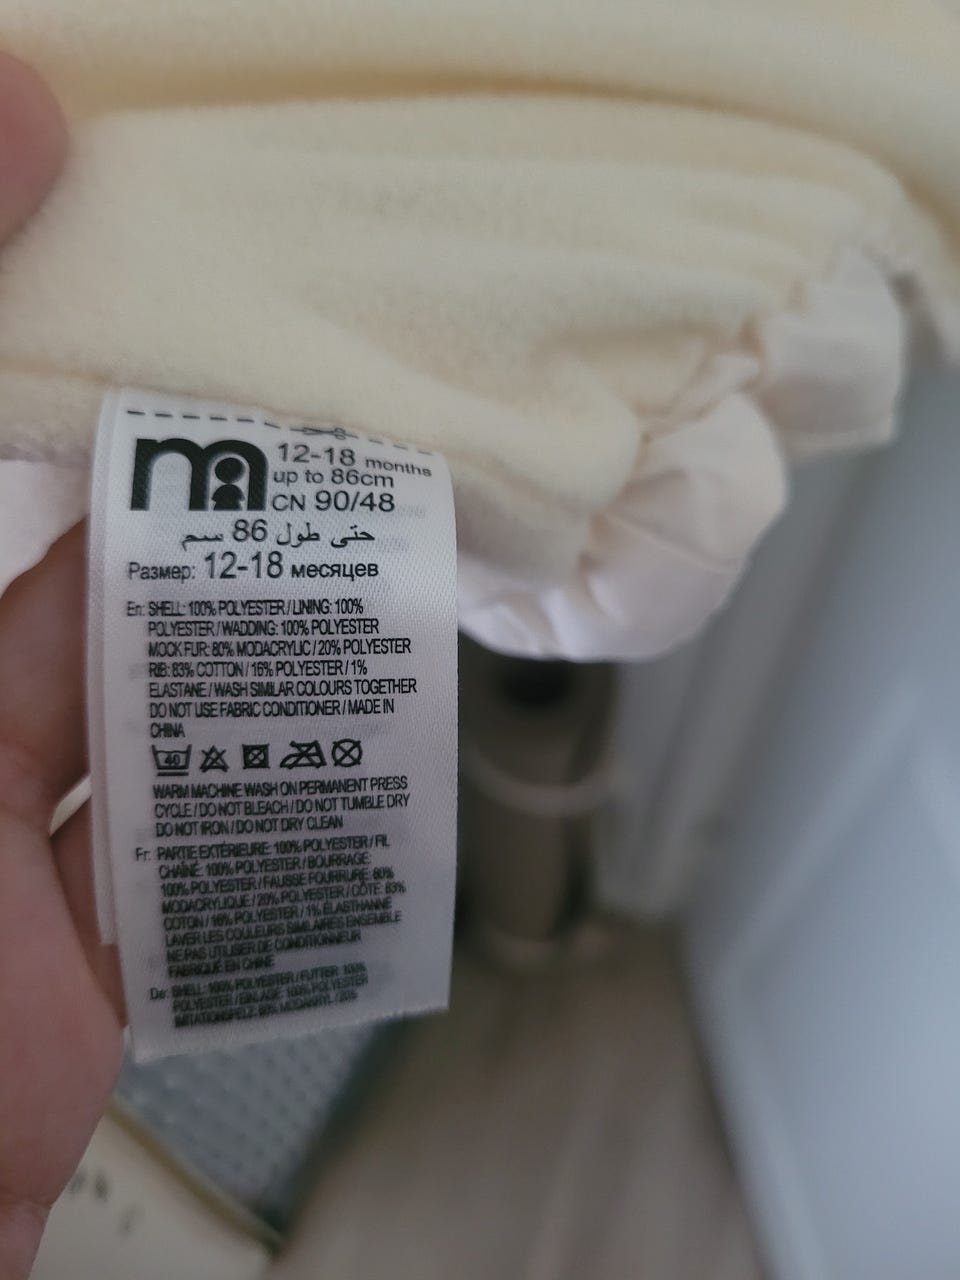 m
12-18 months
up to 86cm
CN 90/48
حتى طول 86 سم
Размер: 12-18 месяцев
En: SHELL: 100% POLYESTER / LINING: 100%
POLYESTER / WADDING: 100% POLYESTER
MOCK FUR: 80% MODACRYLIC / 20% POLYESTER
RIB: 83% COTTON / 16% POLYESTER / 1%
ELASTANE / WASH SIMILAR COLOURS TOGETHER
DO NOT USE FABRIC CONDITIONER / MADE IN
CHINA
40
WARM MACHINE WASH ON PERMANENT PRESS
CYCLE / DO NOT BLEACH / DO NOT TUMBLE DRY
DO NOT IRON / DO NOT DRY CLEAN
Fr: PARTIE EXTÉRIEURE: 100% POLYESTER / FIL
CHAÎNE: 100% POLYESTER / BOURRAGE:
100% POLYESTER / FAUSSE FOURRURE: 80%
MODACRYLIQUE / 20% POLYESTER / CÔTE: 83%
COTON / 16% POLYESTER / 1% ÉLASTHANNE
LAVER LES COULEURS SIMILAIRES ENSEMBLE
NE PAS UTILISER DE CONDITIONNEUR
FABRIQUÉ EN CHINE
De: SHELL: 100% POLYESTER / FUTTER: 100%
POLYESTER / EINLAGE: 100% POLYESTER
IMITATIONSPELZ: 80% MODACRYL / 20%